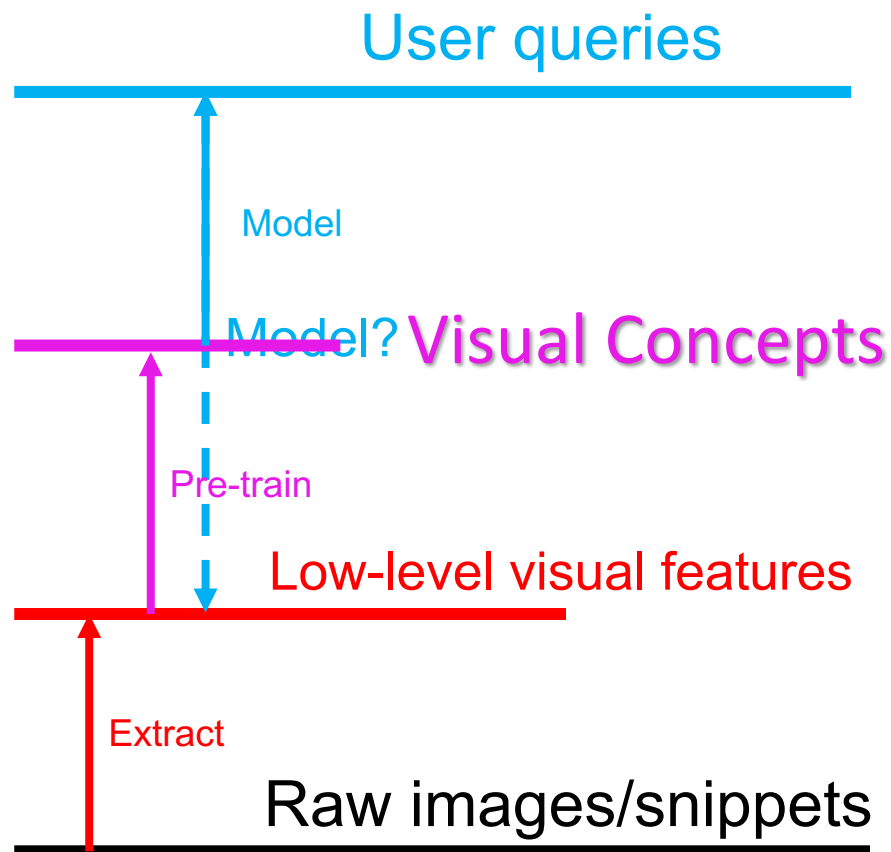 User queries
Model
Model? Visual Concepts
Pre-train
Low-level visual features
Extract
Raw images/snippets